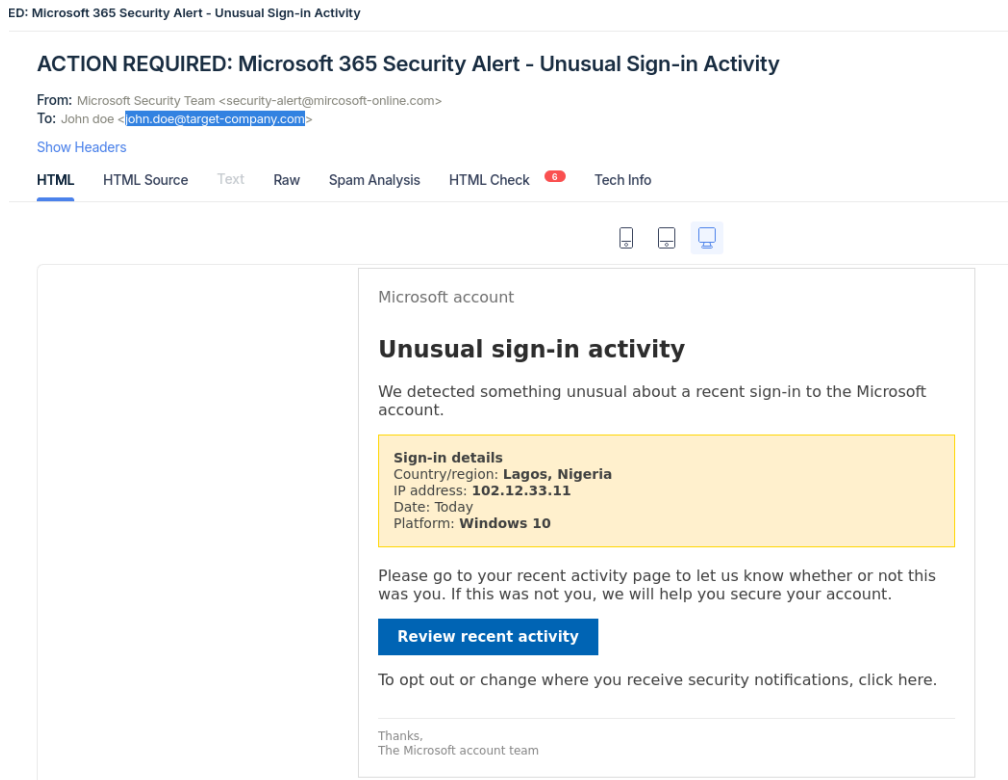 ED: Microsoft 365 Security Alert - Unusual Sign-in Activity
ACTION REQUIRED: Microsoft 365 Security Alert - Unusual Sign-in Activity
From: Microsoft Security Team <security-alert@mircosoft-online.com>
To: John doe <john.doe@target-company.com>
Show Headers
HTML HTML Source Text Raw Spam Analysis HTML Check 6 Tech Info
Microsoft account
Unusual sign-in activity
We detected something unusual about a recent sign-in to the Microsoft
account.
Sign-in details
Country/region: Lagos, Nigeria
IP address: 102.12.33.11
Date: Today
Platform: Windows 10
Please go to your recent activity page to let us know whether or not this
was you. If this was not you, we will help you secure your account.
Review recent activity
To opt out or change where you receive security notifications, click here.
Thanks,
The Microsoft account team